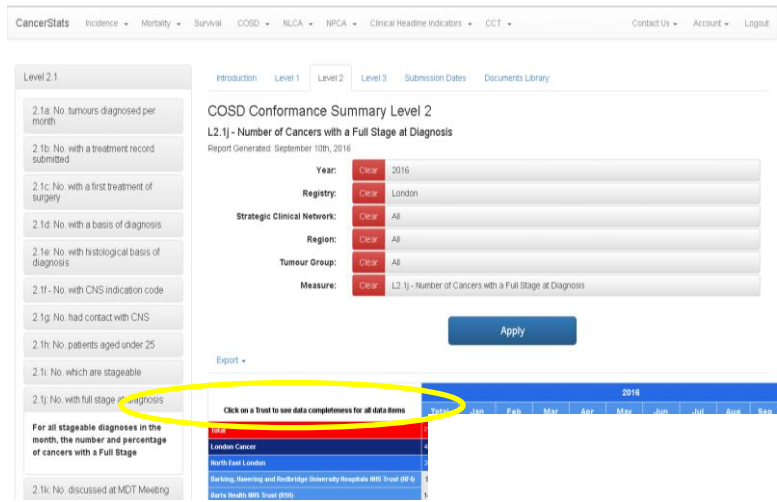 CancerStats Incidence Mortality Survival COSD NLCA NPCA Clinical Headline Indicators CCT Contact Us Account Logout
Level 2.1
2.1a: No. tumours diagnosed per
month
2.1b: No. with a treatment record
submitted
2.1c: No. with a first treatment of
surgery
2.1d: No. with a basis of diagnosis
2.1e: No. with histological basis of
diagnosis
2.1f - No. with CNS indication code
2.1g: No. had contact with CNS
2.1h: No. patients aged under 25
2.1i: No. which are stageable
2.1j: No. with full stage at diagnosis
For all stageable diagnoses in the
month, the number and percentage
of cancers with a Full Stage
2.1k: No. discussed at MDT Meeting
Introduction Level 1 Level 2 Level 3 Submission Dates Documents Library
COSD Conformance Summary Level 2
L2.1j - Number of Cancers with a Full Stage at Diagnosis
Report Generated: September 10th, 2016
Year: Clear 2016
Registry: Clear London
Strategic Clinical Network: Clear All
Region: Clear All
Tumour Group: Clear All
Measure: Clear L2.1j - Number of Cancers with a Full Stage at Diagnosis
Apply
Export
2016
Click on a Trust to see data completeness for all data items Total Jan Feb Mar Apr May Jun Jul Aug Sep
Total
London Cancer
North East London
Barking, Havering and Redbridge University Hospitals NHS Trust (RF4)
Barts Health NHS Trust (R1H)